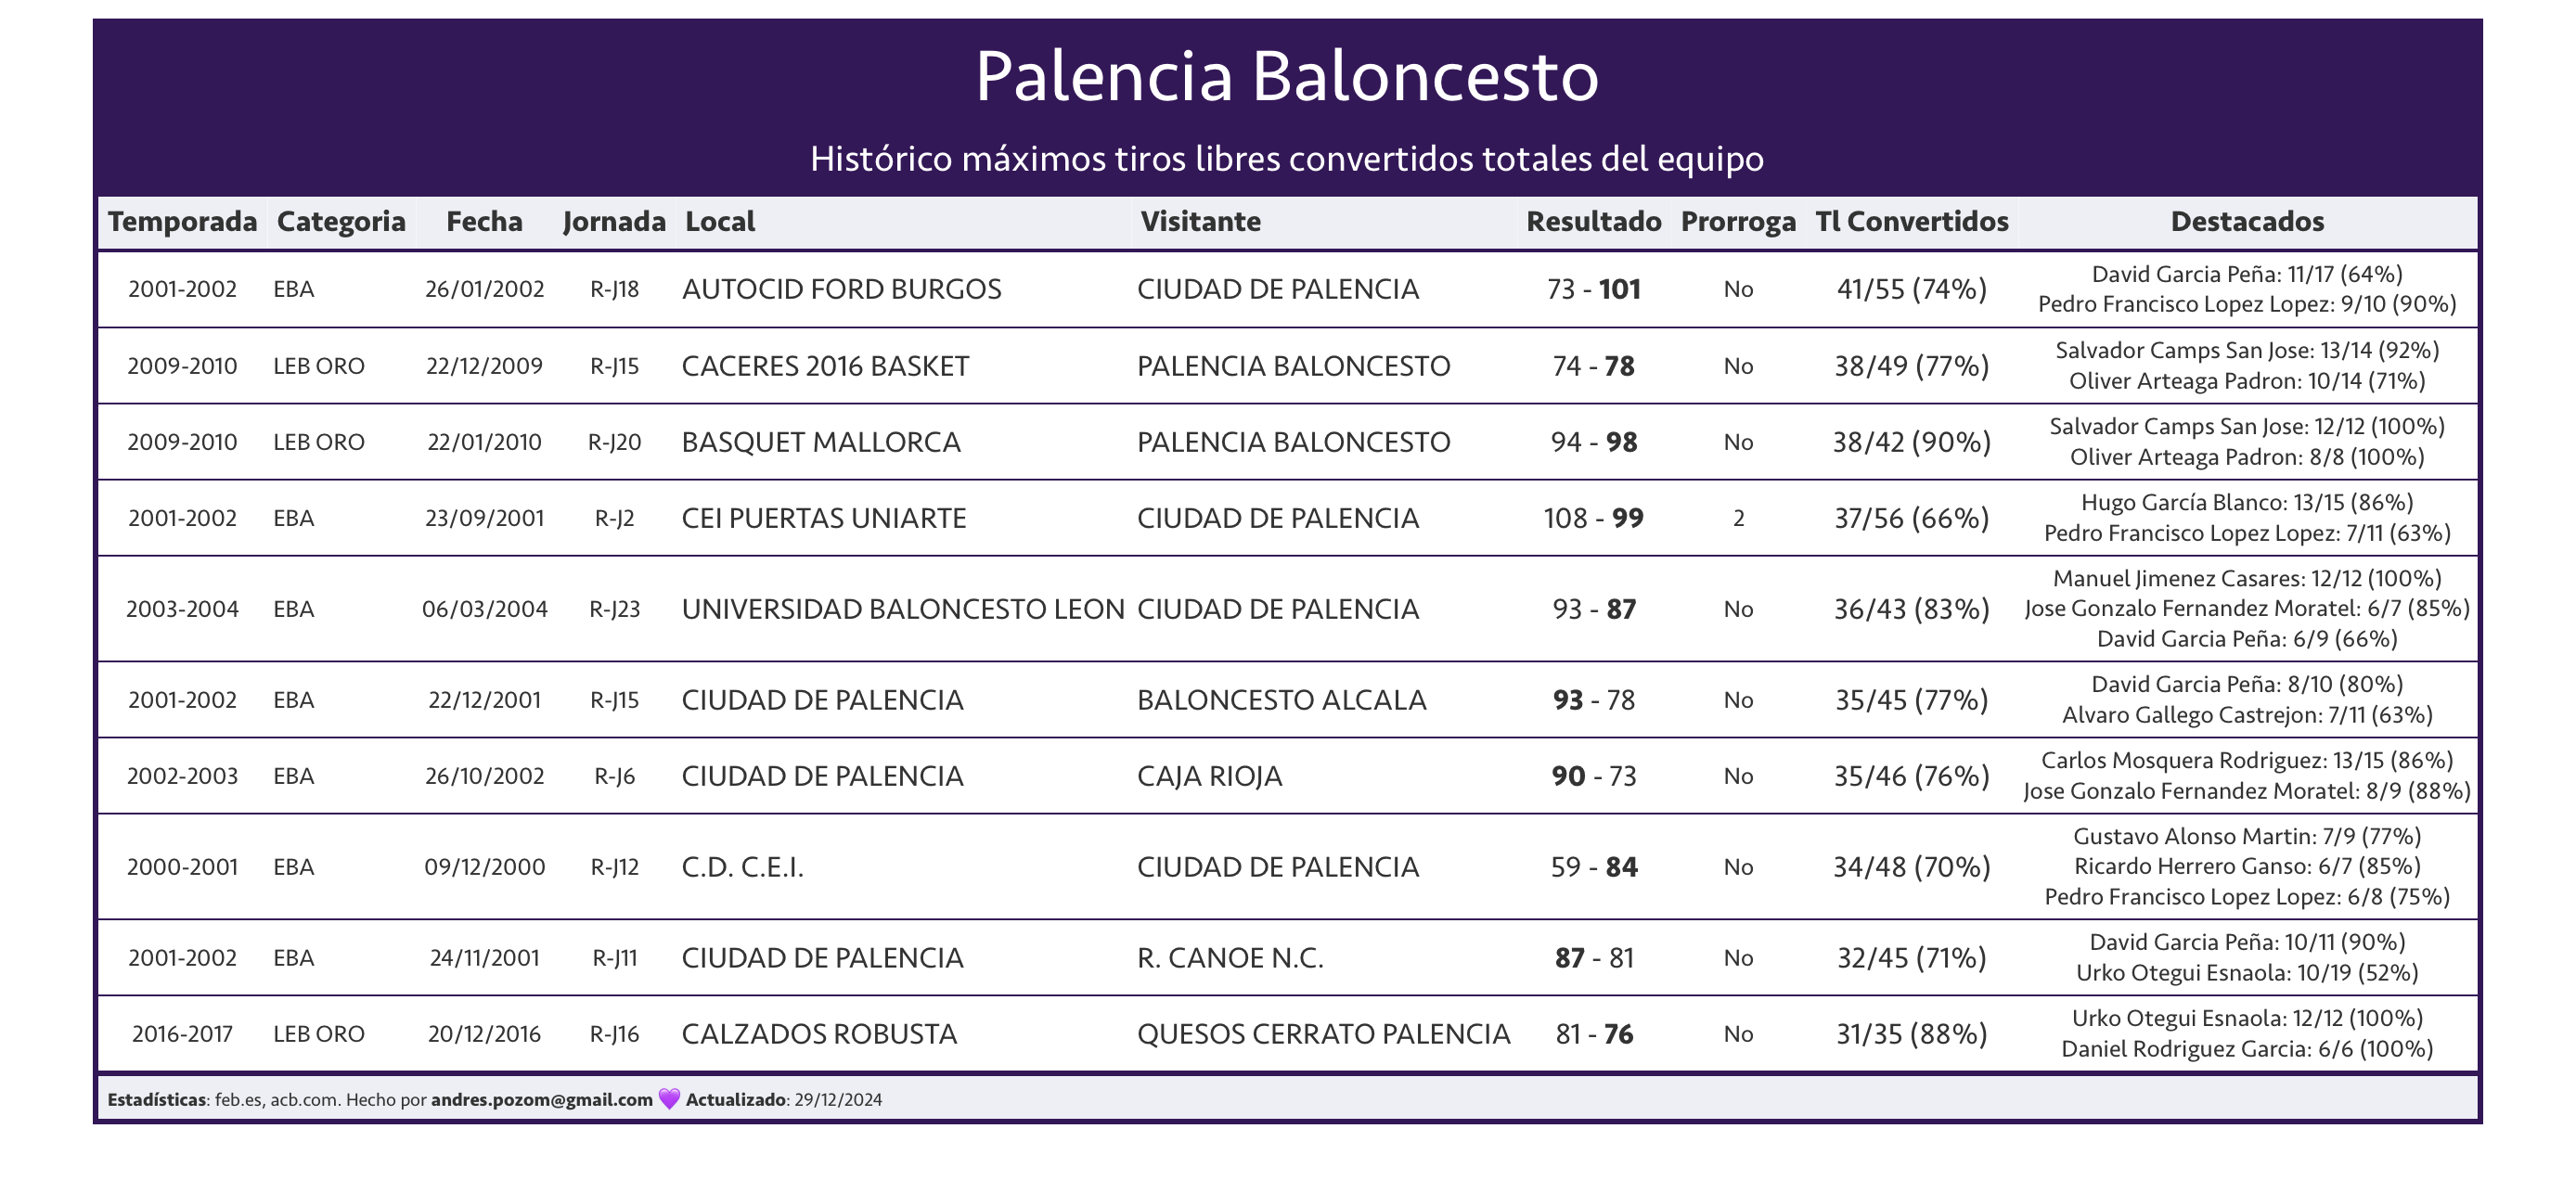 Palencia Baloncesto
Histórico máximos tiros libres convertidos totales del equipo
Temporada Categoria Fecha Jornada Local Visitante Resultado Prorroga Tl Convertidos Destacados
2001-2002 EBA 26/01/2002 R-J18 AUTOCID FORD BURGOS CIUDAD DE PALENCIA 73 - 101 No 41/55 (74%) David Garcia Peña: 11/17 (64%)
Pedro Francisco Lopez Lopez: 9/10 (90%)
2009-2010 LEB ORO 22/12/2009 R-J15 CACERES 2016 BASKET PALENCIA BALONCESTO 74 - 78 No 38/49 (77%) Salvador Camps San Jose: 13/14 (92%)
Oliver Arteaga Padron: 10/14 (71%)
2009-2010 LEB ORO 22/01/2010 R-J20 BASQUET MALLORCA PALENCIA BALONCESTO 94 - 98 No 38/42 (90%) Salvador Camps San Jose: 12/12 (100%)
Oliver Arteaga Padron: 8/8 (100%)
2001-2002 EBA 23/09/2001 R-J2 CEI PUERTAS UNIARTE CIUDAD DE PALENCIA 108 - 99 2 37/56 (66%) Hugo García Blanco: 13/15 (86%)
Pedro Francisco Lopez Lopez: 7/11 (63%)
2003-2004 EBA 06/03/2004 R-J23 UNIVERSIDAD BALONCESTO LEON CIUDAD DE PALENCIA 93 - 87 No 36/43 (83%) Manuel Jimenez Casares: 12/12 (100%)
Jose Gonzalo Fernandez Moratel: 6/7 (85%)
David Garcia Peña: 6/9 (66%)
2001-2002 EBA 22/12/2001 R-J15 CIUDAD DE PALENCIA BALONCESTO ALCALA 93 - 78 No 35/45 (77%) David Garcia Peña: 8/10 (80%)
Alvaro Gallego Castrejon: 7/11 (63%)
2002-2003 EBA 26/10/2002 R-J6 CIUDAD DE PALENCIA CAJA RIOJA 90 - 73 No 35/46 (76%) Carlos Mosquera Rodriguez: 13/15 (86%)
Jose Gonzalo Fernandez Moratel: 8/9 (88%)
2000-2001 EBA 09/12/2000 R-J12 C.D. C.E.I. CIUDAD DE PALENCIA 59 - 84 No 34/48 (70%) Gustavo Alonso Martin: 7/9 (77%)
Ricardo Herrero Ganso: 6/7 (85%)
Pedro Francisco Lopez Lopez: 6/8 (75%)
2001-2002 EBA 24/11/2001 R-J11 CIUDAD DE PALENCIA R. CANOE N.C. 87 - 81 No 32/45 (71%) David Garcia Peña: 10/11 (90%)
Urko Otegui Esnaola: 10/19 (52%)
2016-2017 LEB ORO 20/12/2016 R-J16 CALZADOS ROBUSTA QUESOS CERRATO PALENCIA 81 - 76 No 31/35 (88%) Urko Otegui Esnaola: 12/12 (100%)
Daniel Rodriguez Garcia: 6/6 (100%)
Estadísticas: feb.es, acb.com. Hecho por andres.pozom@gmail.com 💜 Actualizado: 29/12/2024